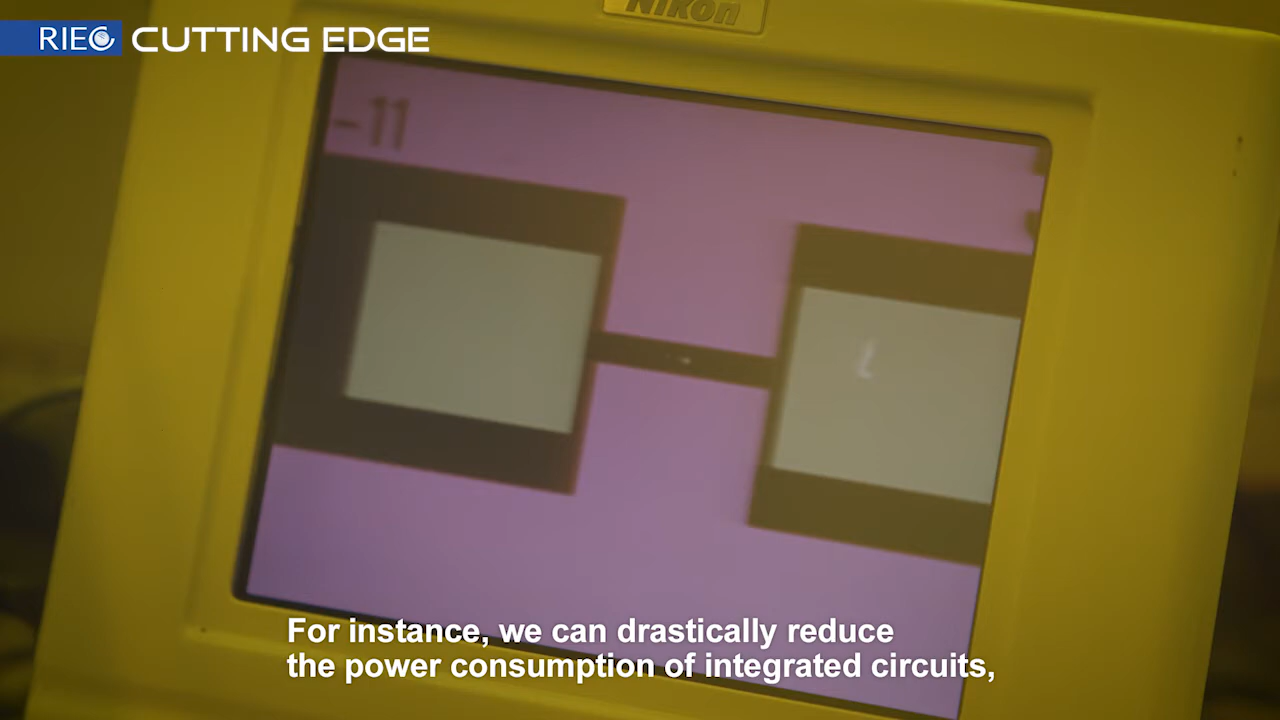 Nikon
RIEC CUTTING EDGE
-11
For instance, we can drastically reduce
the power consumption of integrated circuits,